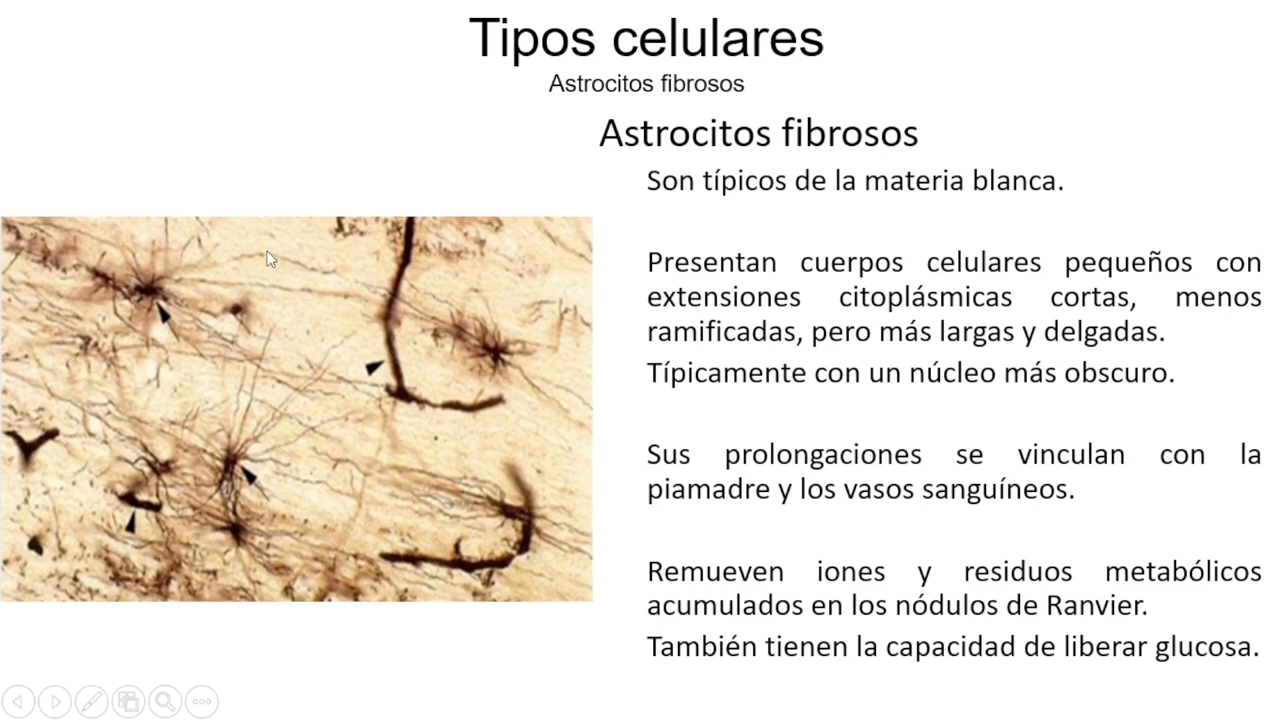 Tipos celulares
Astrocitos fibrosos
Astrocitos fibrosos
Son típicos de la materia blanca.
Presentan cuerpos celulares pequeños con
extensiones citoplásmicas cortas, menos
ramificadas, pero más largas y delgadas.
Típicamente con un núcleo más obscuro.
Sus prolongaciones se vinculan con la
piamadre y los vasos sanguíneos.
Remueven iones y residuos metabólicos
acumulados en los nódulos de Ranvier.
También tienen la capacidad de liberar glucosa.